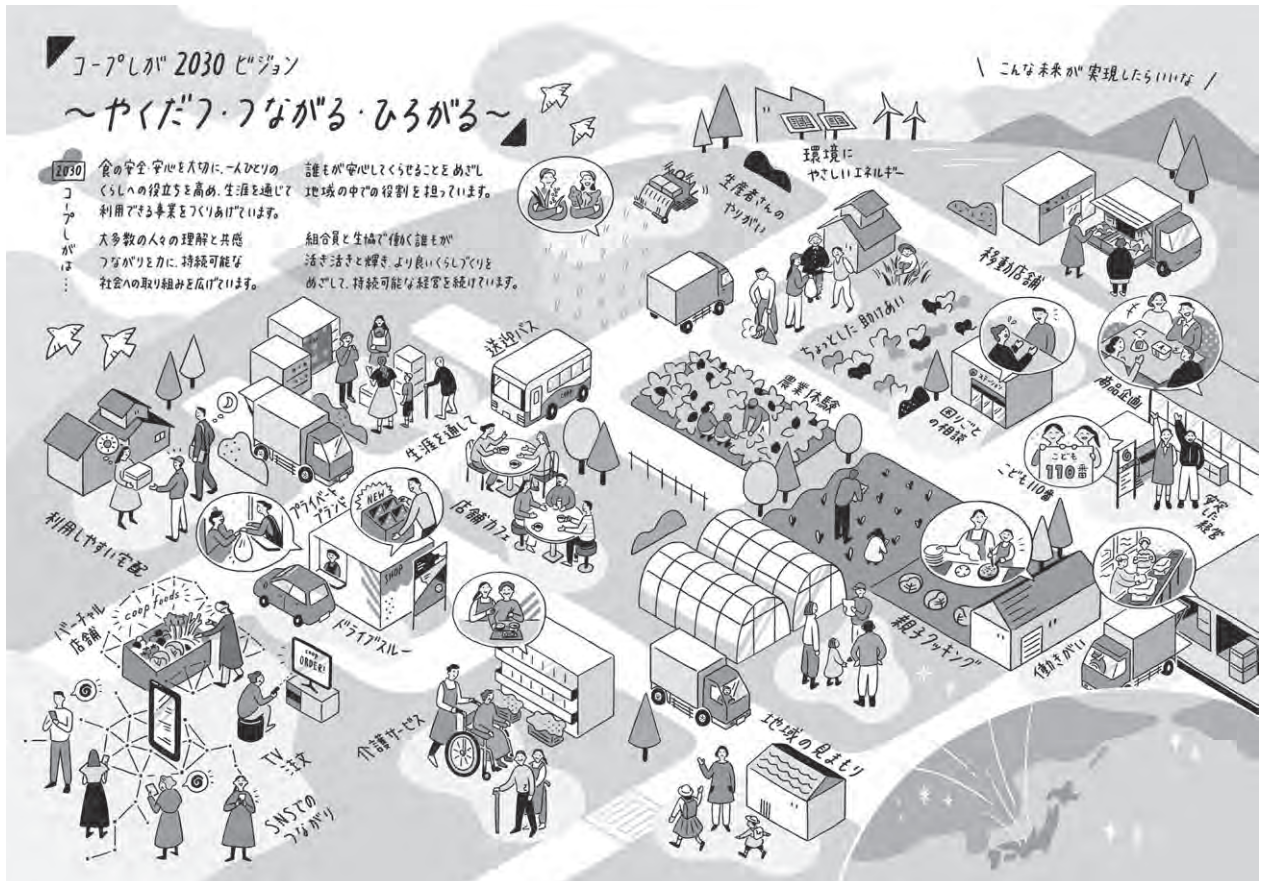 コープしが 2030 ビジョン
～やくだつ・つながる・ひろがる～
こんな未来が実現したらいいな
2030
コープしがは…
食の安全・安心を大切に、一人ひとりの
くらしへの役立ちを高め、生涯を通じて
利用できる事業をつくりあげています。
大多数の人々の理解と共感
つながりを力に、持続可能な
社会への取り組みを広げています。
誰もが安心してくらせることをめざし
地域の中での役割を担っています。
組合員と生協で働く誰もが
活き活きと輝き、より良いくらしづくりを
めざして、持続可能な経営を続けています。
環境に
やさしいエネルギー
生産者さんの
やりがい
移動店舗
ちょっとした助けあい
送迎バス
coop
農業体験
ステーション
困りごと
の相談
商品企画
こども
110番
こども110番
安定した
経営
生涯を通して
利用しやすい宅配
プライベート
ブランド
NEW
店舗カフェ
SHOP
ドライブスルー
バーチャル
店舗
coop foods
coop
ORDER!
TV
注文
SNSでの
つながり
介護サービス
親子クッキング
働きがい
地域の見まもり